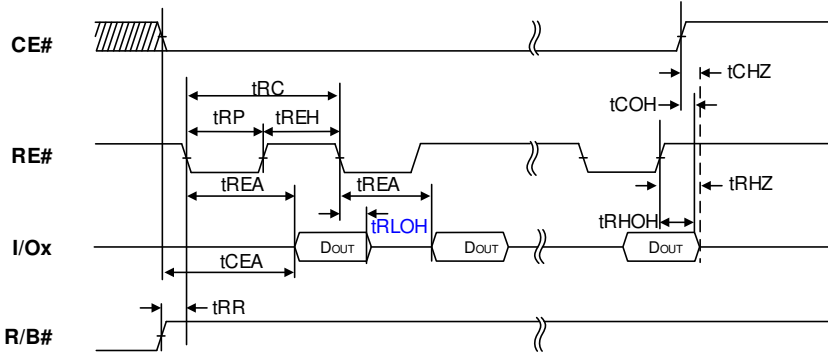 CE#
tCHZ
tRC
tCOH
tRP
tREH
RE#
tREA
tREA
tRHZ
tRLOH
tRHOH
I/Ox
DOUT
DOUT
DOUT
tCEA
tRR
R/B#